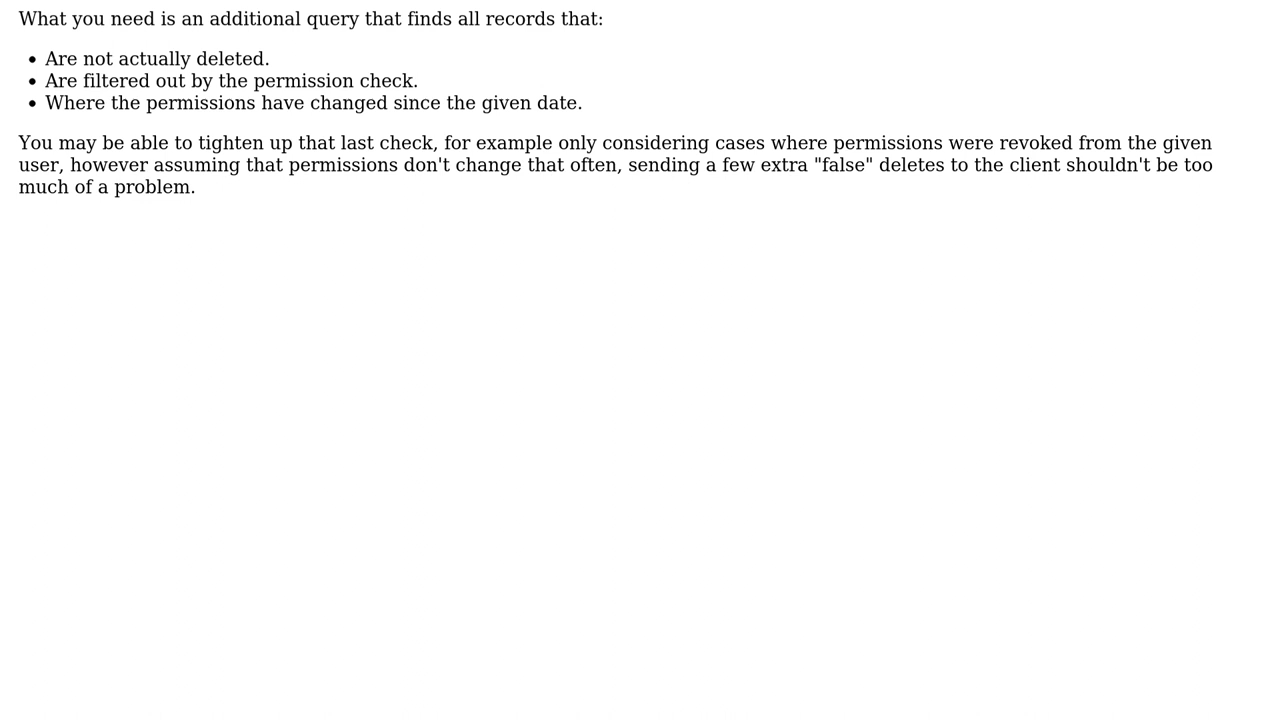 What you need is an additional query that finds all records that:
• Are not actually deleted.
• Are filtered out by the permission check.
• Where the permissions have changed since the given date.
You may be able to tighten up that last check, for example only considering cases where permissions were revoked from the given
user, however assuming that permissions don't change that often, sending a few extra "false" deletes to the client shouldn't be too
much of a problem.